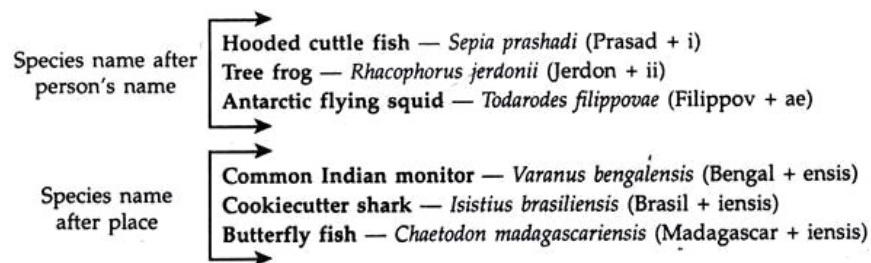 Species name after
person's name
Hooded cuttle fish — Sepia prashadi (Prasad + i)
Tree frog — Rhacophorus jerdonii (Jerdon + ii)
Antarctic flying squid — Todarodes filippovae (Filippov + ae)
Species name
after place
Common Indian monitor — Varanus bengalensis (Bengal + ensis)
Cookiecutter shark — Isistius brasiliensis (Brasil + iensis)
Butterfly fish — Chaetodon madagascariensis (Madagascar + iensis)